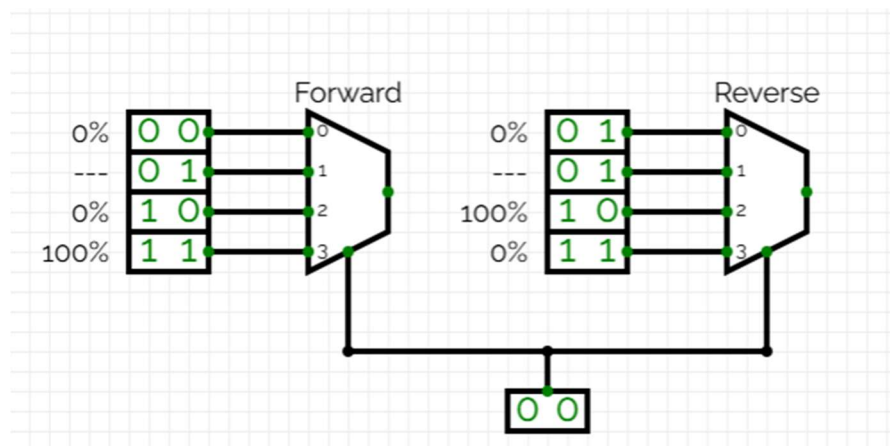 Forward Reverse
0% 0 0 0 0% 0 1 0
--- 0 1 1 --- 0 1 1
0% 1 0 2 100% 1 0 2
100% 1 1 3 0% 1 1 3
0 0